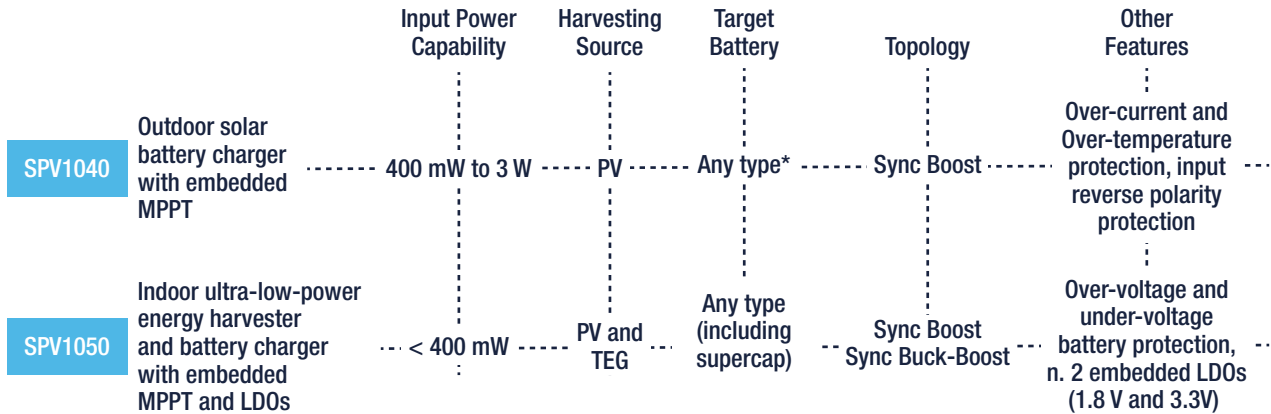 Input Power
Capability
Harvesting
Source
Target
Battery
Topology
Other
Features
SPV1040
Outdoor solar
battery charger
with embedded
MPPT
400 mW to 3 W
PV
Any type*
Sync Boost
Over-current and
Over-temperature
protection, input
reverse polarity
protection
SPV1050
Indoor ultra-low-power
energy harvester
and battery charger
with embedded
MPPT and LDOs
< 400 mW
PV and
TEG
Any type
(including
supercap)
Sync Boost
Sync Buck-Boost
Over-voltage and
under-voltage
battery protection,
n. 2 embedded LDOs
(1.8 V and 3.3V)